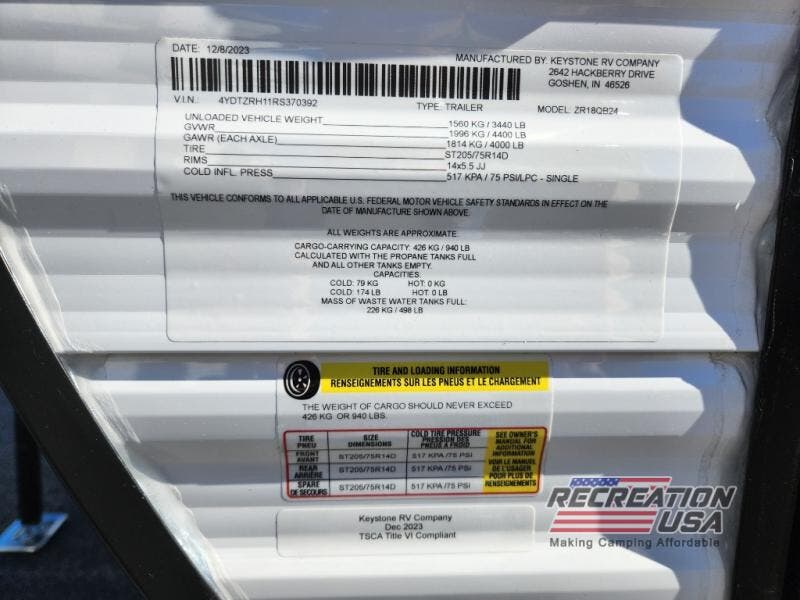 DATE: 12/8/2023
MANUFACTURED BY: KEYSTONE RV COMPANY
2642 HACKBERRY DRIVE
GOSHEN, IN 46526
V.I.N.: 4YDTZRH11RS370392 TYPE: TRAILER MODEL: ZR18QB24
UNLOADED VEHICLE WEIGHT 1560 KG / 3440 LB
GVWR 1996 KG / 4400 LB
GAWR (EACH AXLE) 1814 KG / 4000 LB
TIRE ST205/75R14D
RIMS 14x5.5 JJ
COLD INFL. PRESS 517 KPA / 75 PSI/LPC - SINGLE
THIS VEHICLE CONFORMS TO ALL APPLICABLE U.S. FEDERAL MOTOR VEHICLE SAFETY STANDARDS IN EFFECT ON THE
DATE OF MANUFACTURE SHOWN ABOVE.
ALL WEIGHTS ARE APPROXIMATE.
CARGO-CARRYING CAPACITY: 426 KG / 940 LB
CALCULATED WITH THE PROPANE TANKS FULL
AND ALL OTHER TANKS EMPTY.
CAPACITIES:
COLD: 79 KG HOT: 0 KG
COLD: 174 LB HOT: 0 LB
MASS OF WASTE WATER TANKS FULL:
226 KG / 498 LB
TIRE AND LOADING INFORMATION
RENSEIGNEMENTS SUR LES PNEUS ET LE CHARGEMENT
THE WEIGHT OF CARGO SHOULD NEVER EXCEED
426 KG OR 940 LBS.
TIRE
PNEU
SIZE
DIMENSIONS
COLD TIRE PRESSURE
PRESSION DES
PNEUS A FROID
SEE OWNER'S
MANUAL FOR
ADDITIONAL
INFORMATION
VOIR LE MANUEL
DE L'USAGER
POUR PLUS DE
RENSEIGNEMENTS
FRONT
AVANT
ST205/75R14D 517 KPA /75 PSI
REAR
ARRIÈRE
ST205/75R14D 517 KPA /75 PSI
SPARE
DE SECOURS
ST205/75R14D 517 KPA /75 PSI
Keystone RV Company
Dec 2023
TSCA Title VI Compliant
RECREATION
USA
Making Camping Affordable